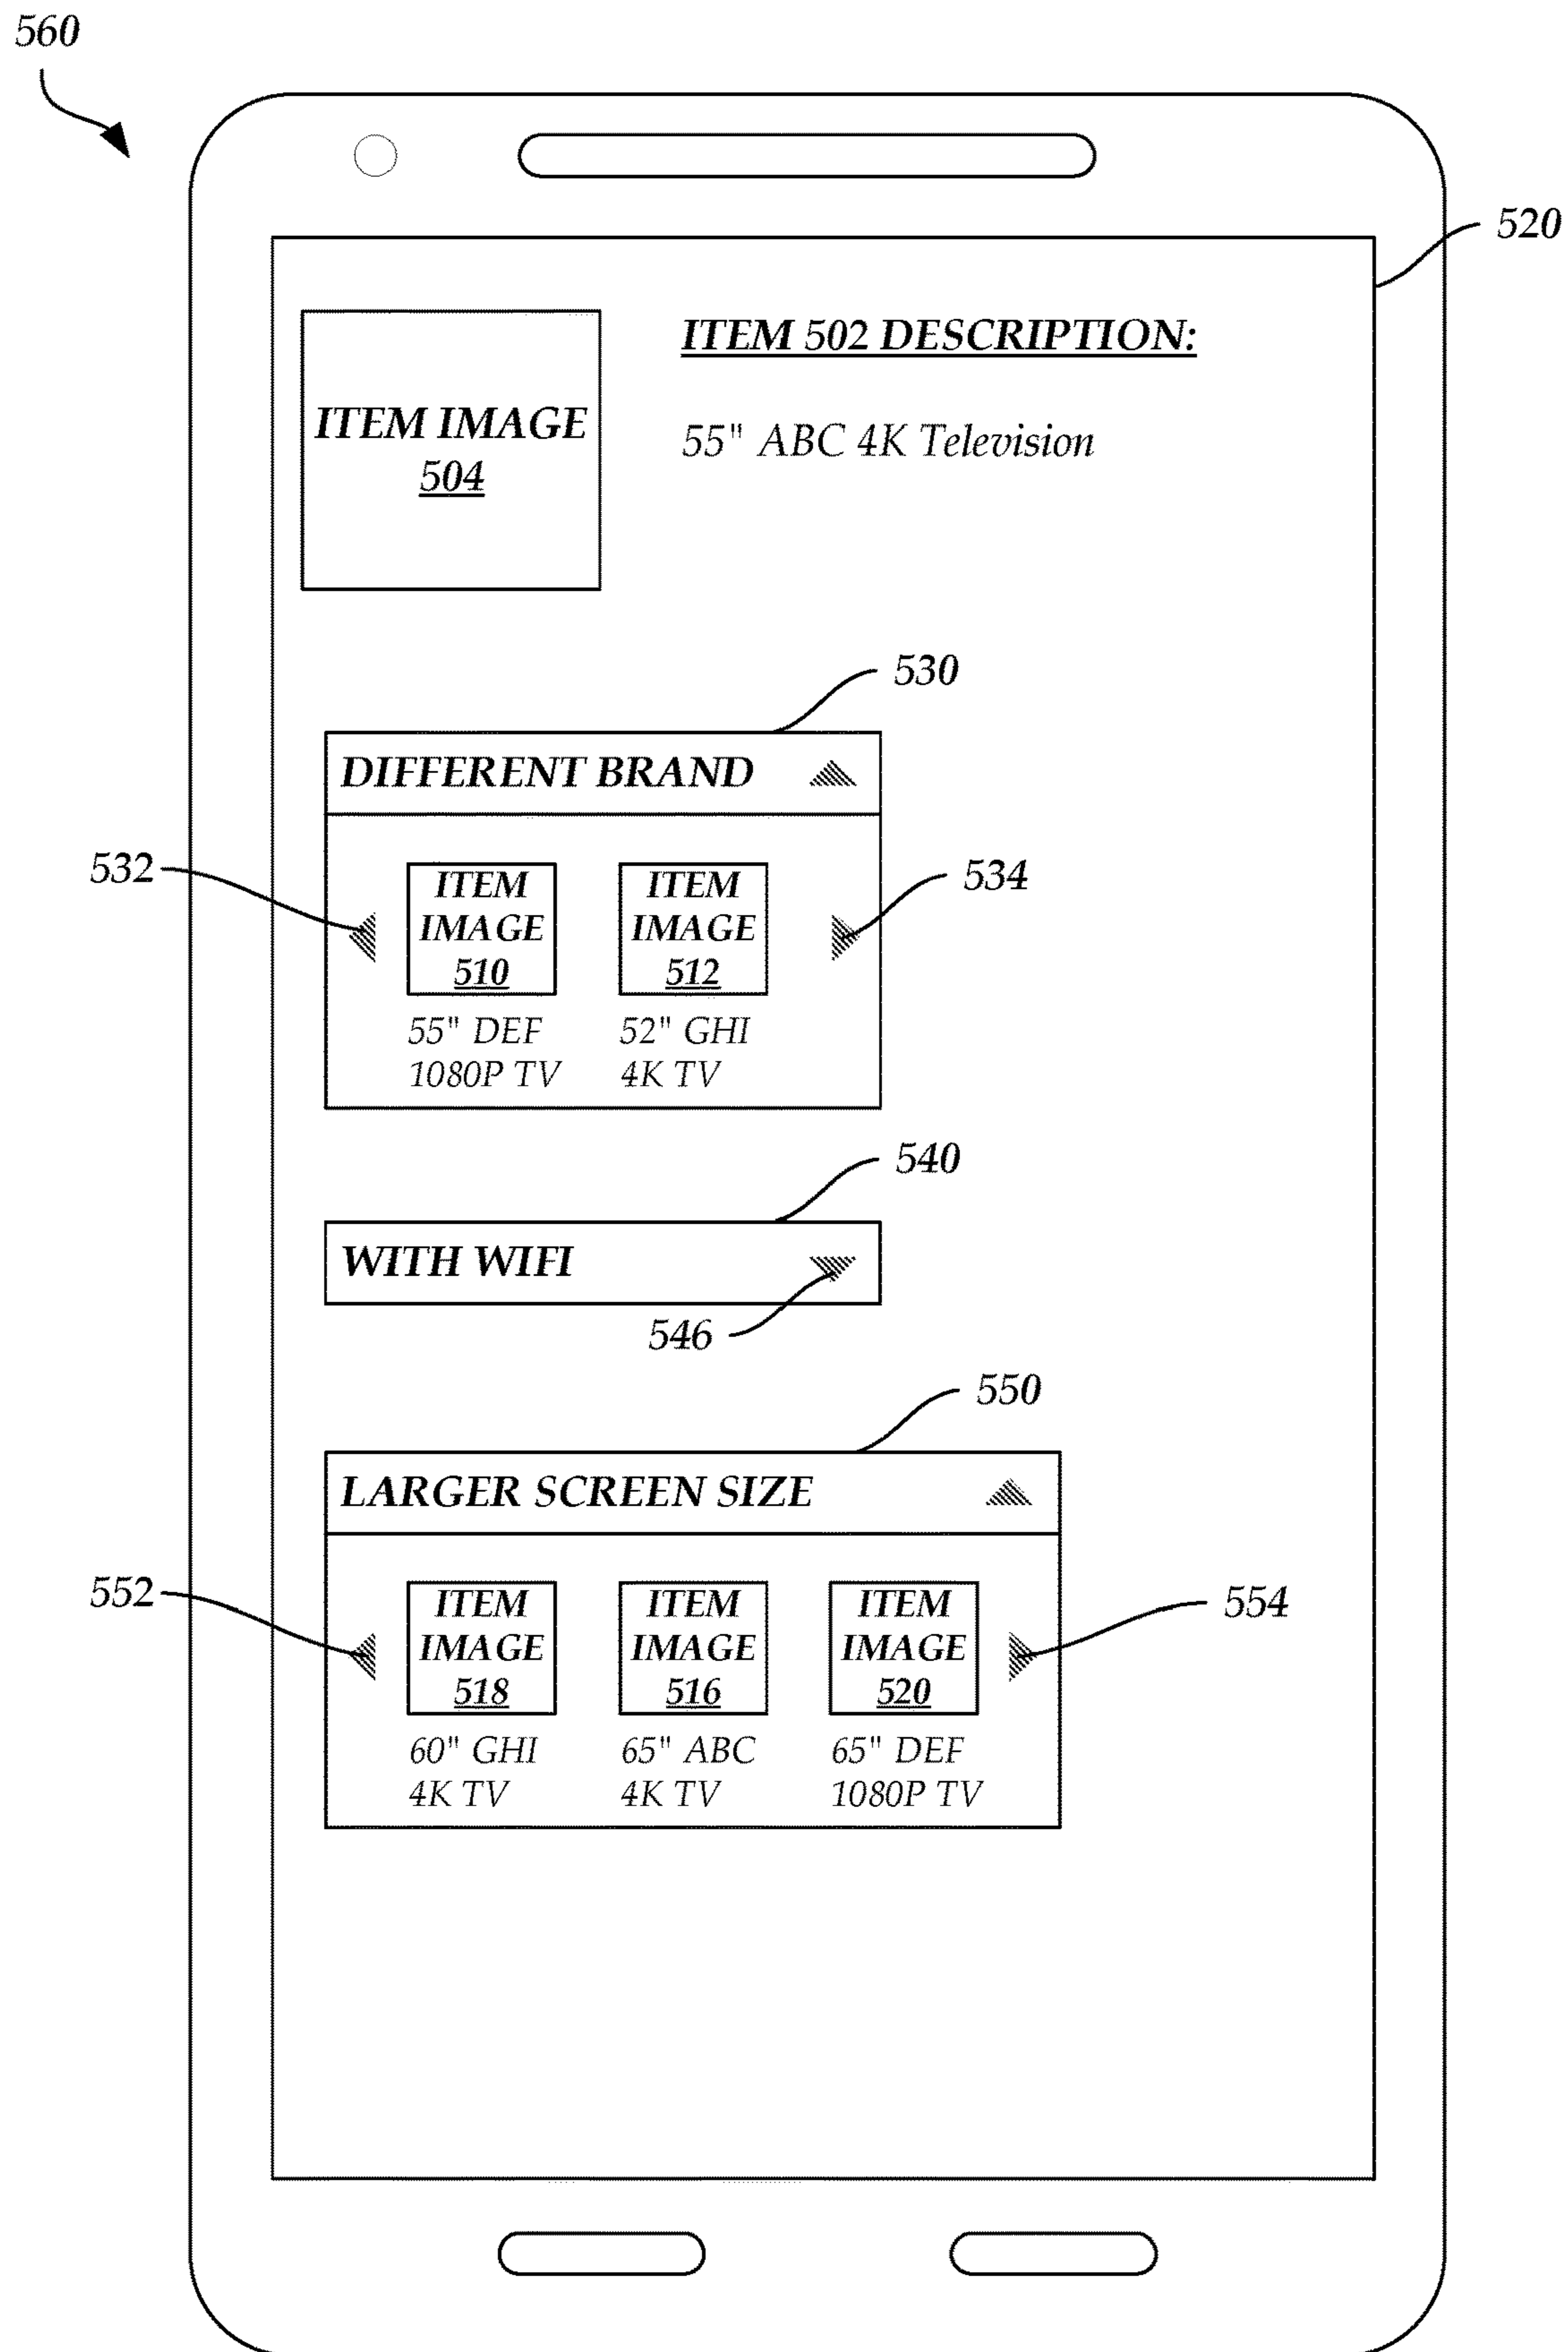 560
520
ITEM IMAGE
504
ITEM 502 DESCRIPTION:
55" ABC 4K Television
530
DIFFERENT BRAND
532
534
ITEM
IMAGE
510
ITEM
IMAGE
512
55" DEF
1080P TV
52" GHI
4K TV
540
WITH WIFI
546
550
LARGER SCREEN SIZE
552
554
ITEM
IMAGE
518
ITEM
IMAGE
516
ITEM
IMAGE
520
60" GHI
4K TV
65" ABC
4K TV
65" DEF
1080P TV